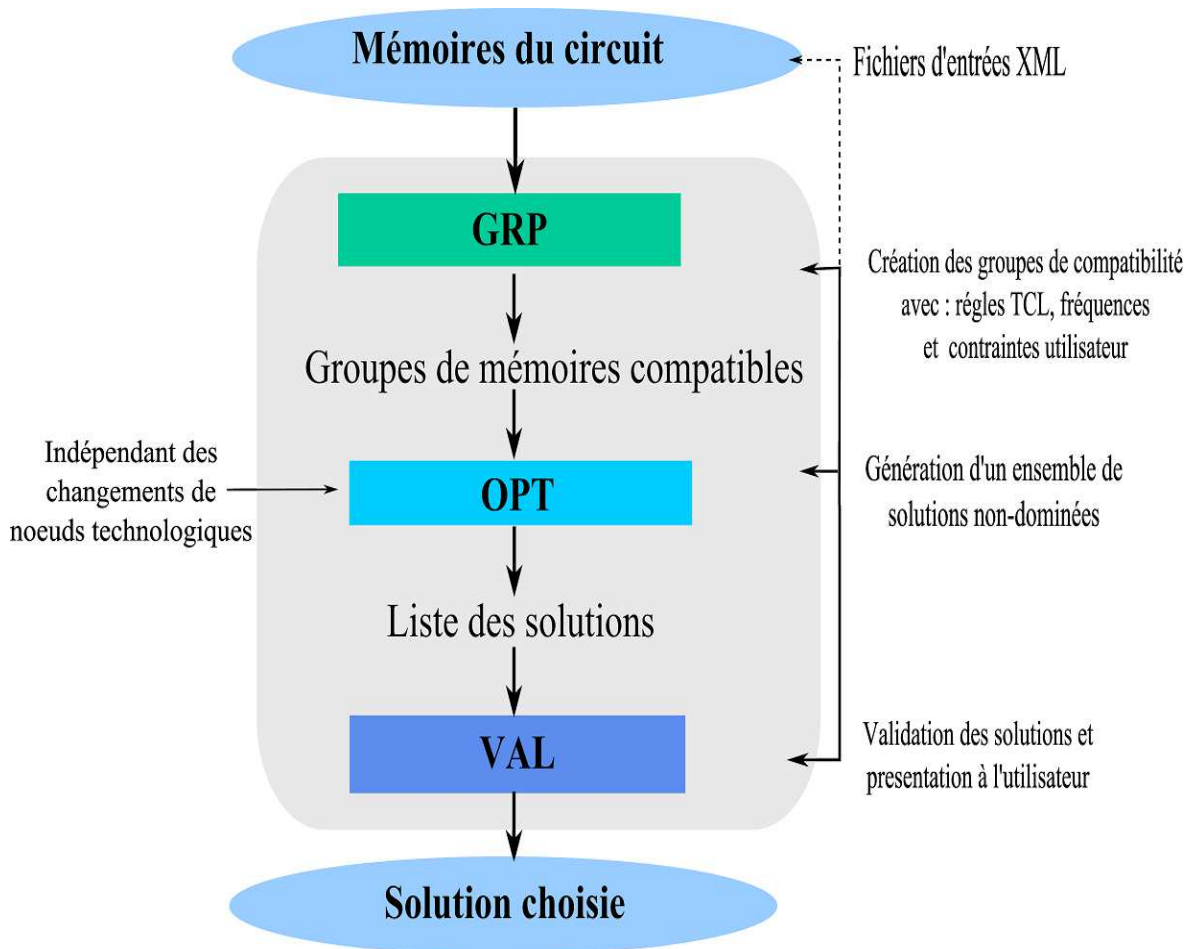 Mémoires du circuit
Fichiers d'entrées XML
GRP
Création des groupes de compatibilité
avec : régles TCL, fréquences
et contraintes utilisateur
Groupes de mémoires compatibles
Indépendant des
changements de
noeuds technologiques
OPT
Génération d'un ensemble de
solutions non-dominées
Liste des solutions
VAL
Validation des solutions et
presentation à l'utilisateur
Solution choisie